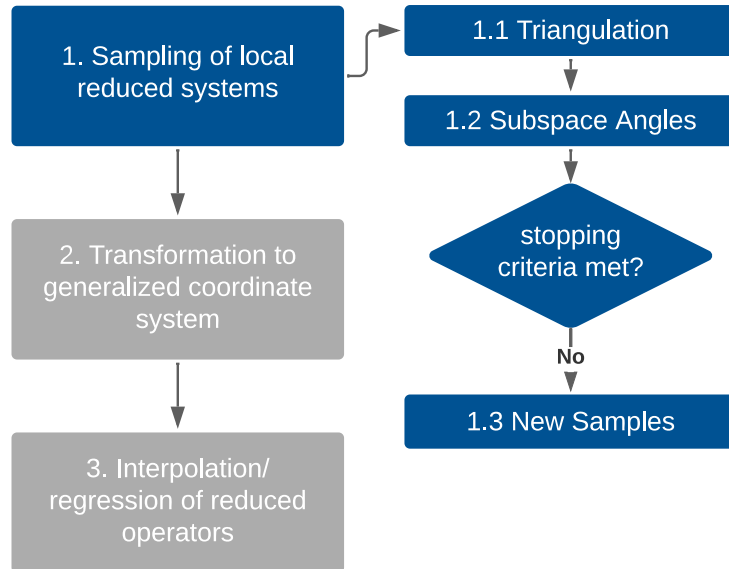 1. Sampling of local
reduced systems
2. Transformation to
generalized coordinate
system
3. Interpolation/
regression of reduced
operators
1.1 Triangulation
1.2 Subspace Angles
stopping
criteria met?
No
1.3 New Samples